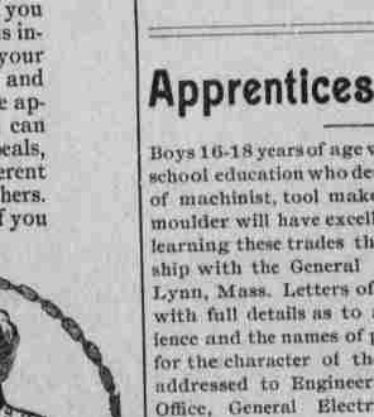 you
s in-
your
and
e ap-
can
eals,
erent
hers.
f you
Apprentices
Boys 16-18 years of age v
school education who de
of machinist, tool make
moulder will have excell
learning these trades th
ship with the General
Lynn, Mass. Letters of
with full details as to a
ience and the names of p
for the character of th
addressed to Engineer
Office, General Electr